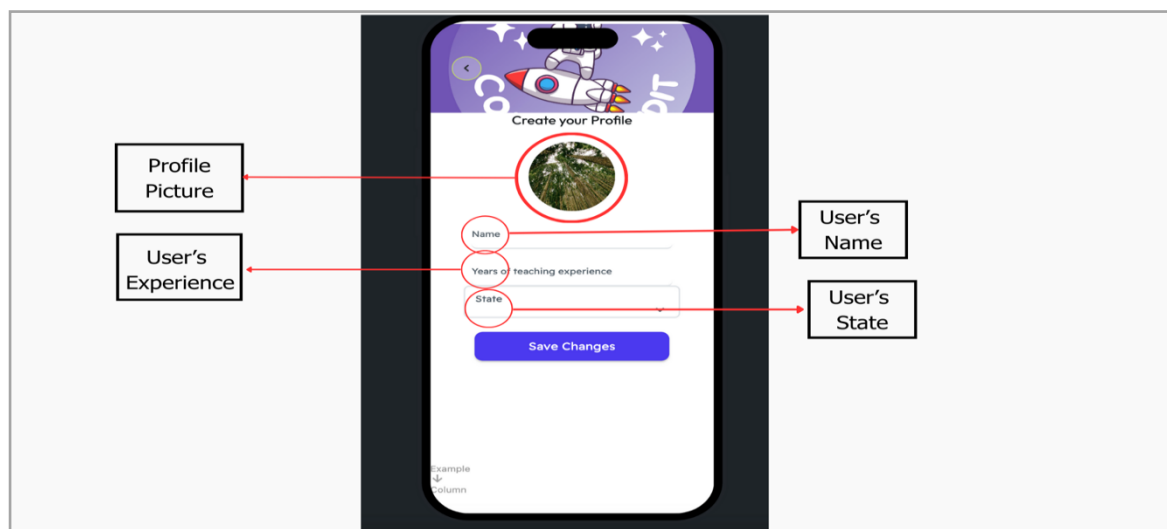 <
Create your Profile
Profile
Picture
Name
User's
Name
User's
Experience
Years of teaching experience
State
User's
State
Save Changes
Example
Column